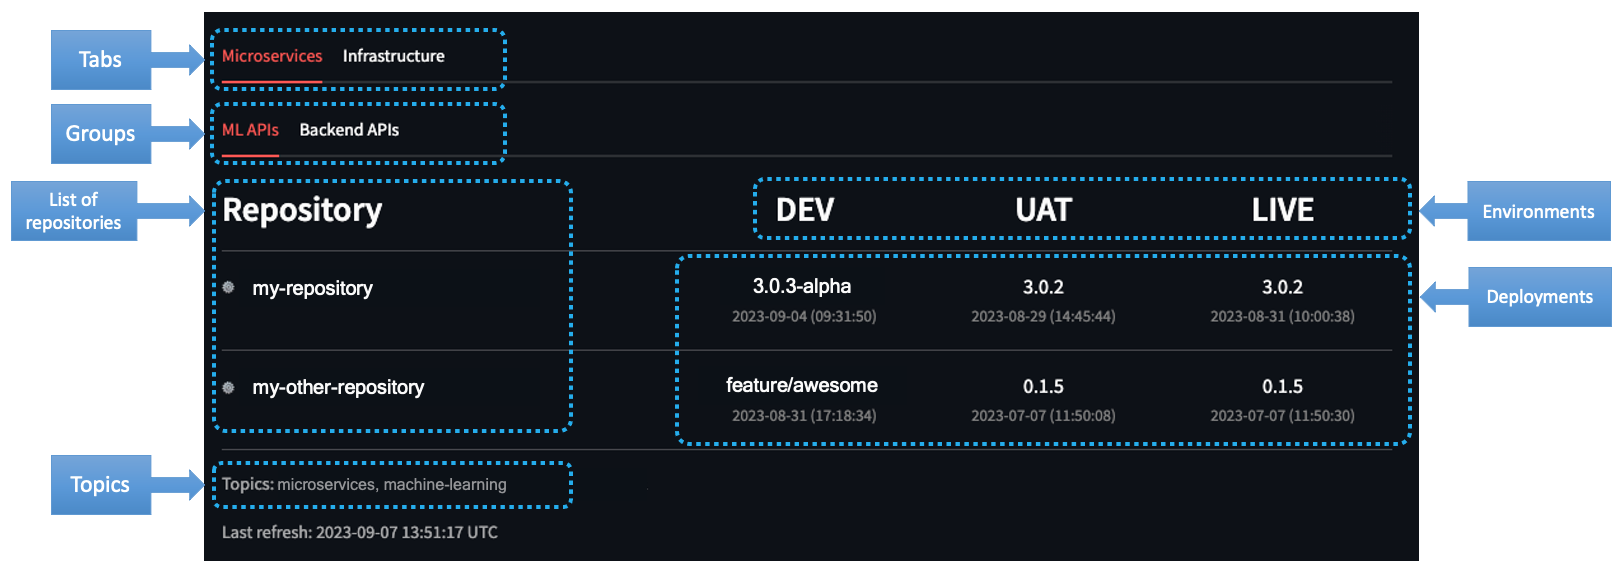 Tabs
Microservices Infrastructure
Groups
ML APIs Backend APIs
List of
repositories
Repository DEV UAT LIVE
Environments
my-repository 3.0.3-alpha 3.0.2 3.0.2
2023-09-04 (09:31:50) 2023-08-29 (14:45:44) 2023-08-31 (10:00:38)
Deployments
my-other-repository feature/awesome 0.1.5 0.1.5
2023-08-31 (17:18:34) 2023-07-07 (11:50:08) 2023-07-07 (11:50:30)
Topics
Topics: microservices, machine-learning
Last refresh: 2023-09-07 13:51:17 UTC